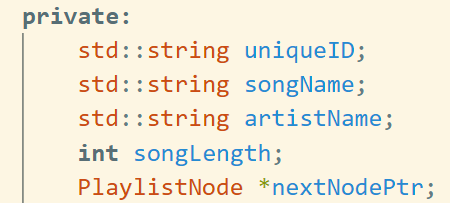 private:
std::string uniqueID;
std::string songName;
std::string artistName;
int songLength;
PlaylistNode *nextNodePtr;